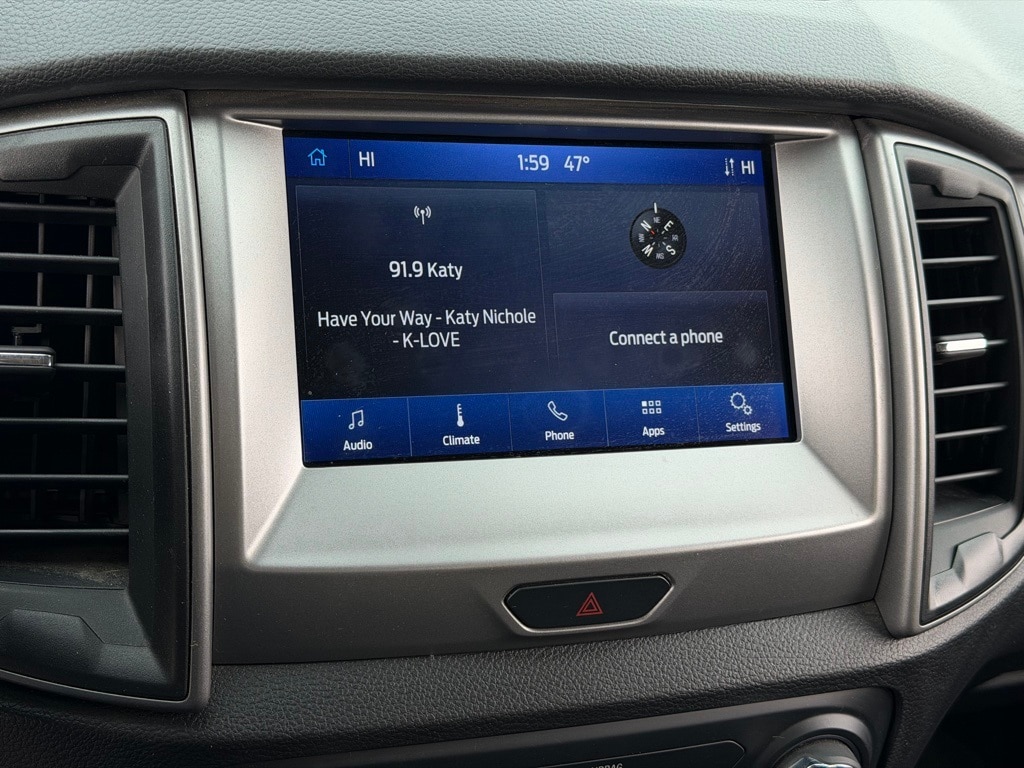 HI 1:59 47° HI
91.9 Katy
Have Your Way - Katy Nichole
- K-LOVE
N NE E
W S
Connect a phone
Audio Climate Phone Apps Settings